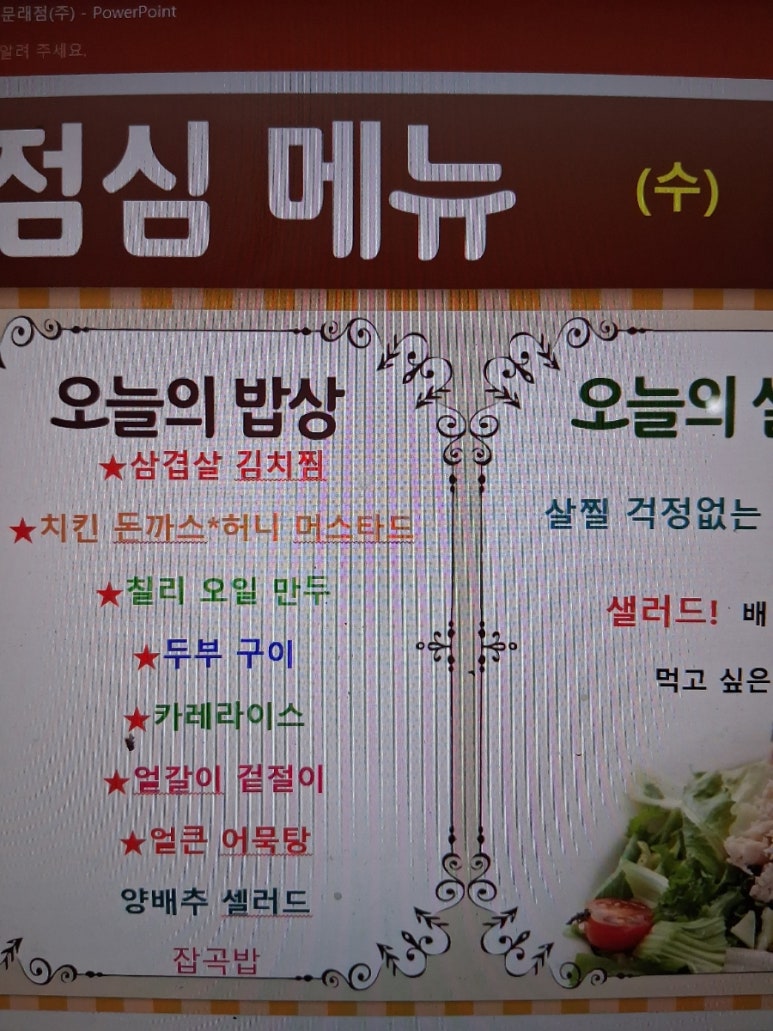 문래점(주) - PowerPoint
알려 주세요.
점심 메뉴 (수)
오늘의 밥상
★삼겹살 김치찜
★치킨 돈까스*허니 머스타드
★칠리 오일 만두
★두부 구이
★카레라이스
★얼갈이 겉절이
★얼큰 어묵탕
양배추 셀러드
잡곡밥
오늘의
살찔 걱정없는
샐러드! 배
먹고 싶은